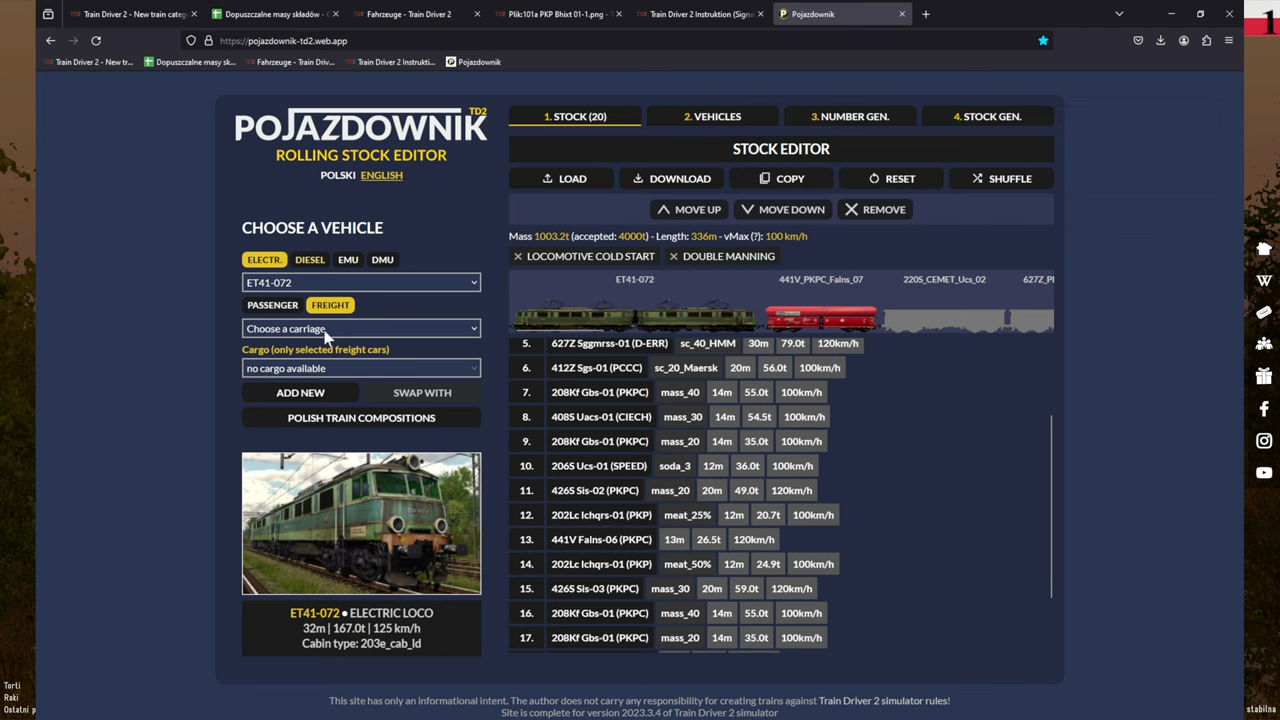 Train Driver 2 - New train categ
Dopuszczalne masy składów - G
Fahrzeuge - Train Driver 2
Plik:101a PKP Bhixt 01-1.png - T
Train Driver 2 Instruktion (Signa
Pojazdownik
https://pojazdownik-td2.web.app
Train Driver 2 - New tr...
Dopuszczalne masy sk...
Fahrzeuge - Train Driv...
Train Driver 2 Instrukti...
Pojazdownik
1
POJAZDOWNIK TD2
ROLLING STOCK EDITOR
POLSKI ENGLISH
CHOOSE A VEHICLE
ELECTR. DIESEL EMU DMU
ET41-072
PASSENGER FREIGHT
Choose a carriage
Cargo (only selected freight cars)
no cargo available
ADD NEW SWAP WITH
POLISH TRAIN COMPOSITIONS
ET41-072 • ELECTRIC LOCO
32m | 167.0t | 125 km/h
Cabin type: 203e_cab_ld
1. STOCK (20) 2. VEHICLES 3. NUMBER GEN. 4. STOCK GEN.
STOCK EDITOR
LOAD DOWNLOAD COPY RESET SHUFFLE
MOVE UP MOVE DOWN REMOVE
Mass 1003.2t (accepted: 4000t) - Length: 336m - vMax (?): 100 km/h
LOCOMOTIVE COLD START DOUBLE MANNING
ET41-072 441V_PKPC_Falns_07 220S_CEMET_Ucs_02 627Z_P
5. 627Z Sggmrss-01 (D-ERR) sc_40_HMM 30m 79.0t 120km/h
6. 412Z Sgs-01 (PCCC) sc_20_Maersk 20m 56.0t 100km/h
7. 208Kf Gbs-01 (PKPC) mass_40 14m 55.0t 100km/h
8. 408S Uacs-01 (CIECH) mass_30 14m 54.5t 100km/h
9. 208Kf Gbs-01 (PKPC) mass_20 14m 35.0t 100km/h
10. 206S Ucs-01 (SPEED) soda_3 12m 36.0t 100km/h
11. 426S Sis-02 (PKPC) mass_20 20m 49.0t 120km/h
12. 202Lc Ichqrs-01 (PKP) meat_25% 12m 20.7t 100km/h
13. 441V Falns-06 (PKPC) 13m 26.5t 120km/h
14. 202Lc Ichqrs-01 (PKP) meat_50% 12m 24.9t 100km/h
15. 426S Sis-03 (PKPC) mass_30 20m 59.0t 120km/h
16. 208Kf Gbs-01 (PKPC) mass_40 14m 55.0t 100km/h
17. 208Kf Gbs-01 (PKPC) mass_20 14m 35.0t 100km/h
This site has only an informational intent. The author does not carry any responsibility for creating trains against Train Driver 2 simulator rules!
Site is complete for version 2023.3.4 of Train Driver 2 simulator
Torti
Raki
Ostatni p
stabilna